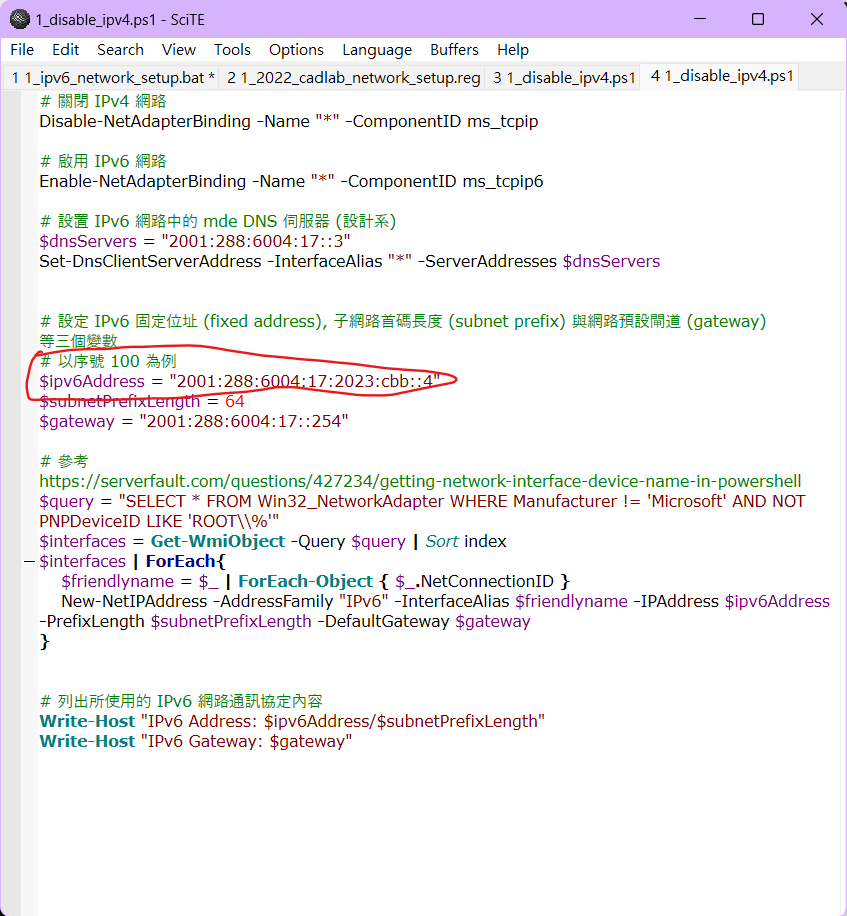 1_disable_ipv4.ps1 - SciTE
File Edit Search View Tools Options Language Buffers Help
1 1_ipv6_network_setup.bat * 2 1_2022_cadlab_network_setup.reg 3 1_disable_ipv4.ps1 4 1_disable_ipv4.ps1
# 關閉 IPv4 網路
Disable-NetAdapterBinding -Name "*" -ComponentID ms_tcpip
# 啟用 IPv6 網路
Enable-NetAdapterBinding -Name "*" -ComponentID ms_tcpip6
# 設置 IPv6 網路中的 mde DNS 伺服器 (設計系)
$dnsServers = "2001:288:6004:17::3"
Set-DnsClientServerAddress -InterfaceAlias "*" -ServerAddresses $dnsServers
# 設定 IPv6 固定位址 (fixed address), 子網路首碼長度 (subnet prefix) 與網路預設閘道 (gateway)
等三個變數
# 以序號 100 為例
$ipv6Address = "2001:288:6004:17:2023:cbb::4"
$subnetPrefixLength = 64
$gateway = "2001:288:6004:17::254"
# 參考
https://serverfault.com/questions/427234/getting-network-interface-device-name-in-powershell
$query = "SELECT * FROM Win32_NetworkAdapter WHERE Manufacturer != 'Microsoft' AND NOT
PNPDeviceID LIKE 'ROOT\\%'"
$interfaces = Get-WmiObject -Query $query | Sort index
$interfaces | ForEach{
$friendlyname = $_ | ForEach-Object { $_.NetConnectionID }
New-NetIPAddress -AddressFamily "IPv6" -InterfaceAlias $friendlyname -IPAddress $ipv6Address
-PrefixLength $subnetPrefixLength -DefaultGateway $gateway
}
# 列出所使用的 IPv6 網路通訊協定內容
Write-Host "IPv6 Address: $ipv6Address/$subnetPrefixLength"
Write-Host "IPv6 Gateway: $gateway"